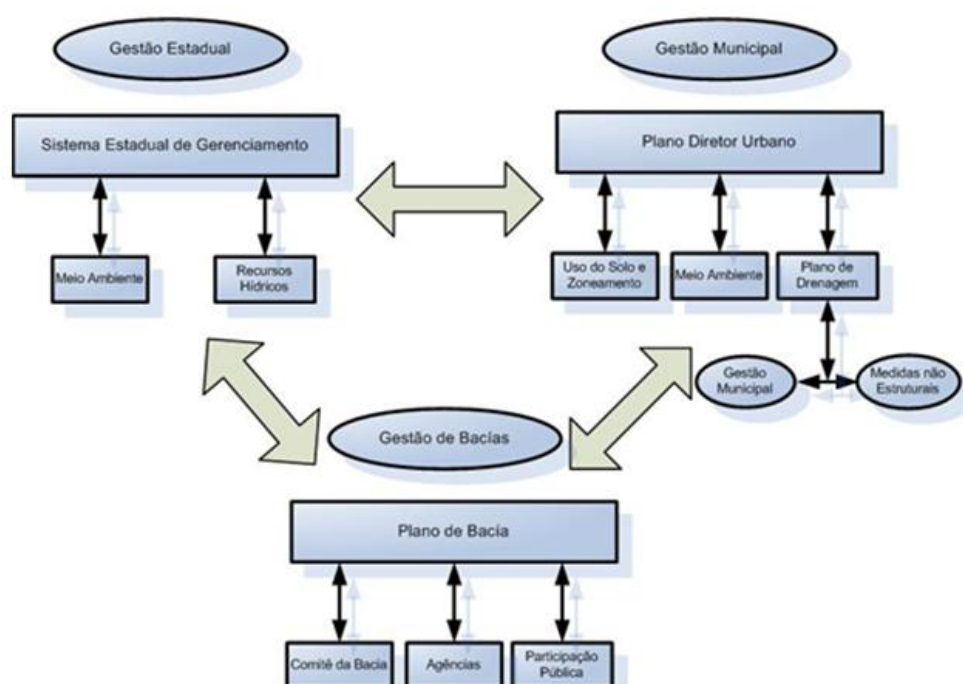 Gestão Estadual
Gestão Municipal
Sistema Estadual de Gerenciamento
Plano Diretor Urbano
Meio Ambiente
Recursos
Hídricos
Uso do Solo e
Zoneamento
Meio Ambiente
Plano de
Drenagem
Gestão
Municipal
Medidas não
Estruturais
Gestão de Bacías
Plano de Bacía
Comitê da Bacia
Agências
Participação
Pública